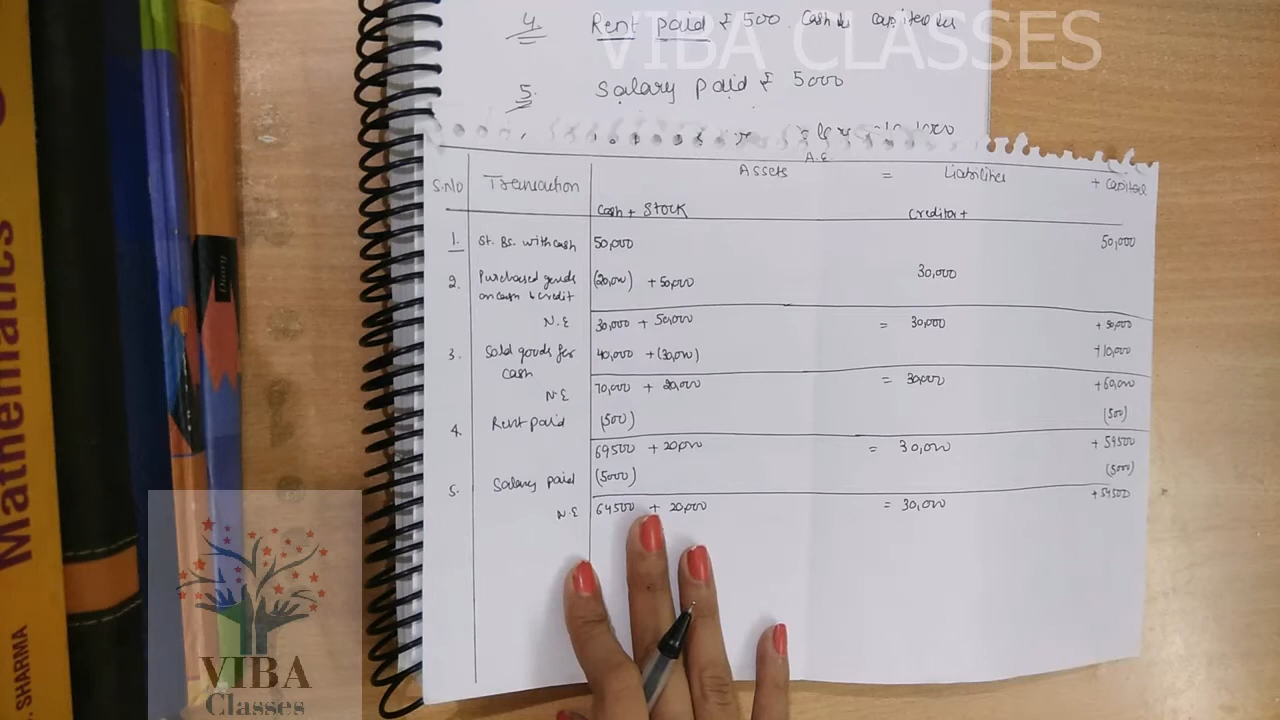 VIBA CLASSES
4. Rent paid ₹ 500
5. Salary paid ₹ 5000
A.E
S.No Transaction Assets = Liabilities + Capital
Cash + Stock Creditor +
1. St. Bs. with cash 50,000 50,000
2. Purchased goods on cash & credit (20,000) + 50,000 30,000
N.E 30,000 + 50,000 = 30,000 + 50,000
3. Sold goods for cash 40,000 + (30,000) + 10,000
N.E 70,000 + 20,000 = 30,000 + 60,000
4. Rent paid (500) (500)
69500 + 20,000 = 30,000 + 59500
5. Salary paid (5000) (5000)
N.E 64500 + 20,000 = 30,000 + 54500
Mathematics
. SHARMA
Diary
VIBA
Classes